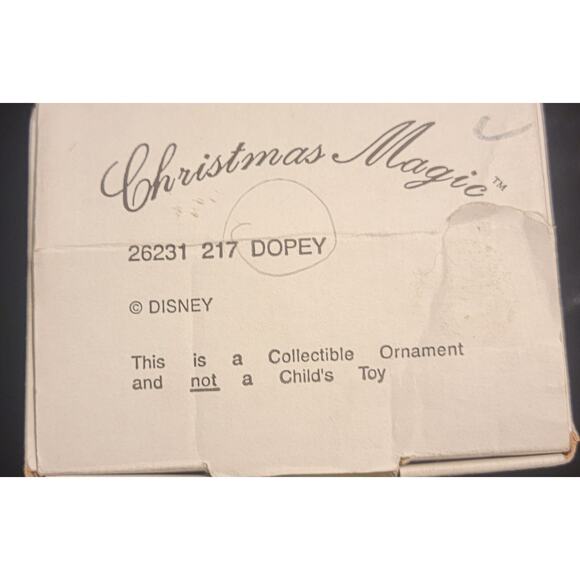 Christmas Magic™
26231 217 DOPEY
© DISNEY
This is a Collectible Ornament
and not a Child's Toy